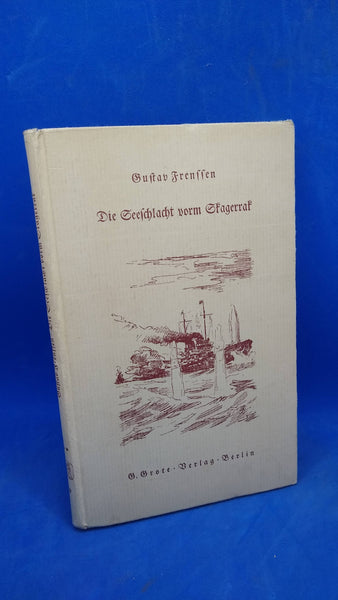 Gustav Frenssen
Die Seeschlacht vorm Skagerrak
G. Grote · Verlag · Berlin